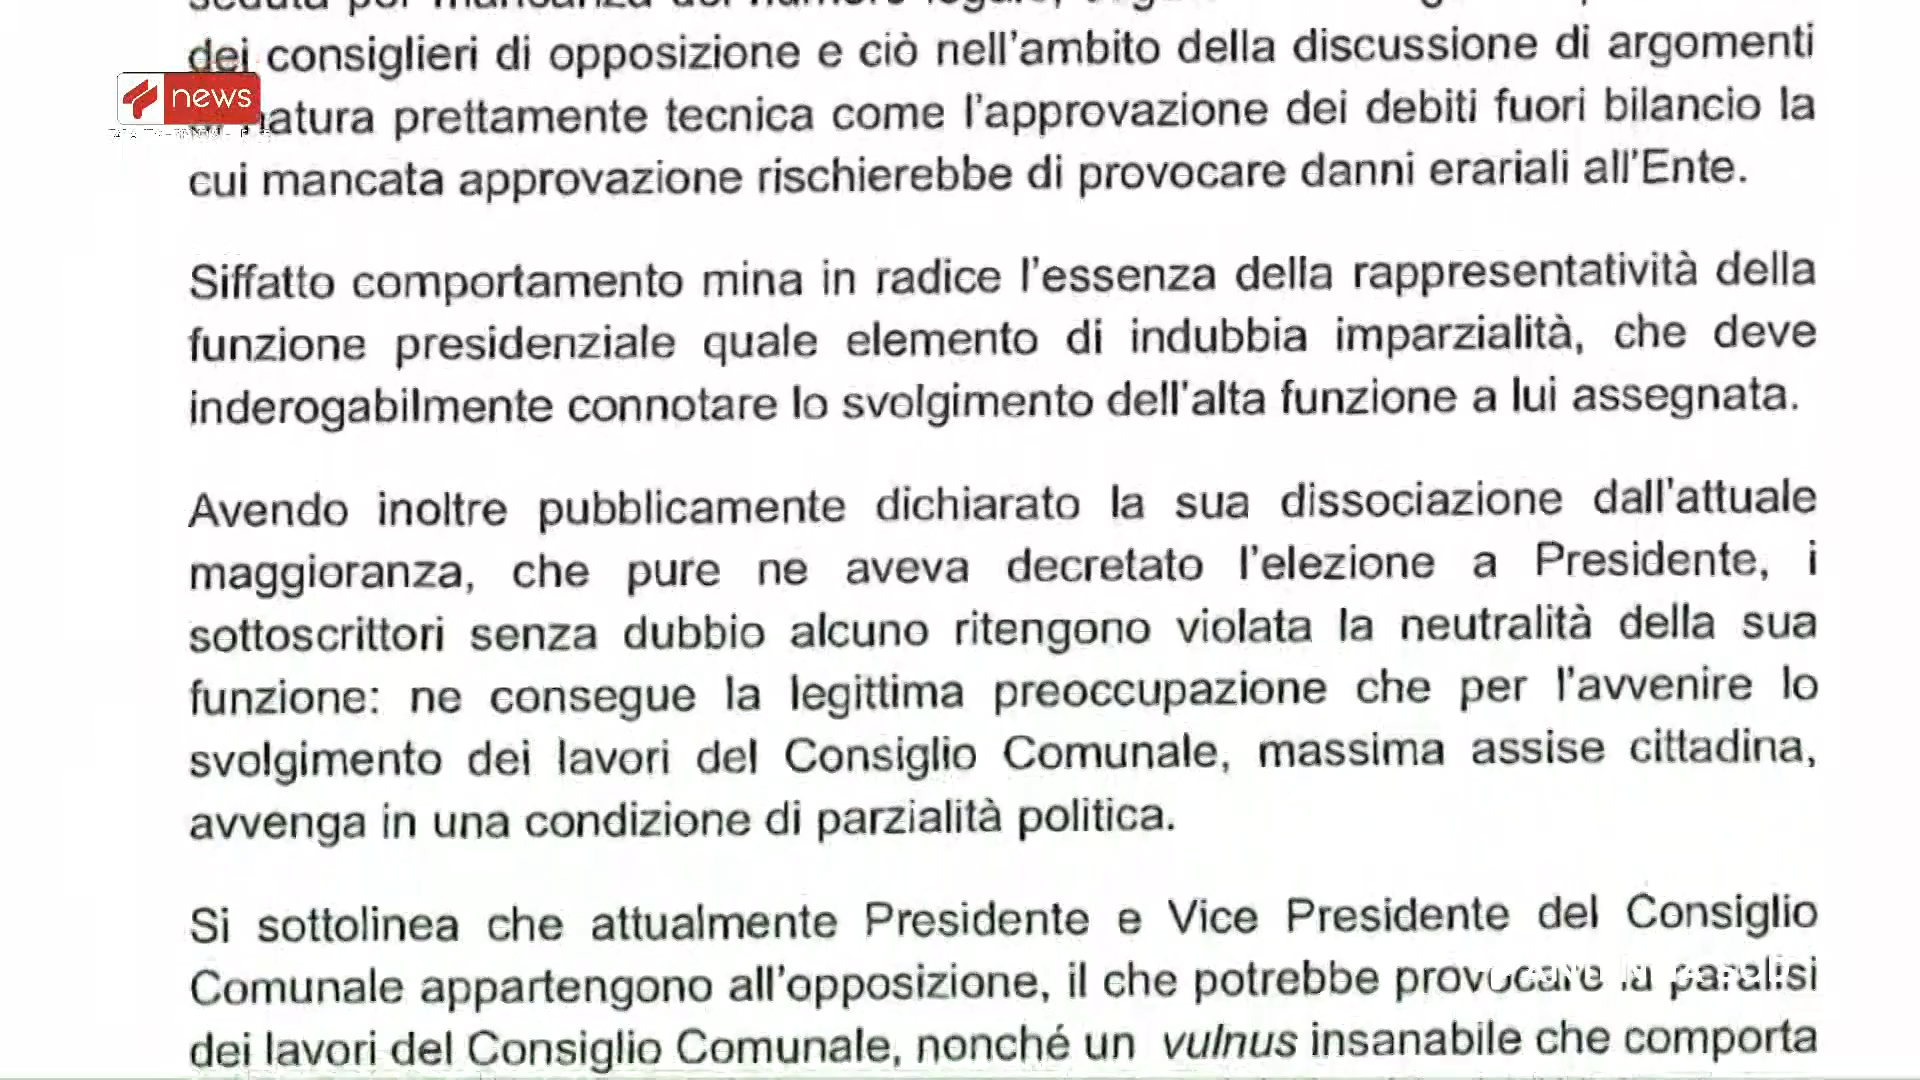 dei consiglieri di opposizione e ciò nell'ambito della discussione di argomenti
news
natura prettamente tecnica come l'approvazione dei debiti fuori bilancio la
cui mancata approvazione rischierebbe di provocare danni erariali all'Ente.
Siffatto comportamento mina in radice l'essenza della rappresentatività della
funzione presidenziale quale elemento di indubbia imparzialità, che deve
inderogabilmente connotare lo svolgimento dell'alta funzione a lui assegnata.
Avendo inoltre pubblicamente dichiarato la sua dissociazione dall'attuale
maggioranza, che pure ne aveva decretato l'elezione a Presidente, i
sottoscrittori senza dubbio alcuno ritengono violata la neutralità della sua
funzione: ne consegue la legittima preoccupazione che per l'avvenire lo
svolgimento dei lavori del Consiglio Comunale, massima assise cittadina,
avvenga in una condizione di parzialità politica.
Si sottolinea che attualmente Presidente e Vice Presidente del Consiglio
Comunale appartengono all'opposizione, il che potrebbe provocare la paralisi
dei lavori del Consiglio Comunale, nonché un vulnus insanabile che comporta